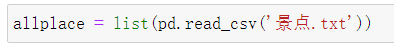 allplace = list(pd.read_csv('景点.txt'))